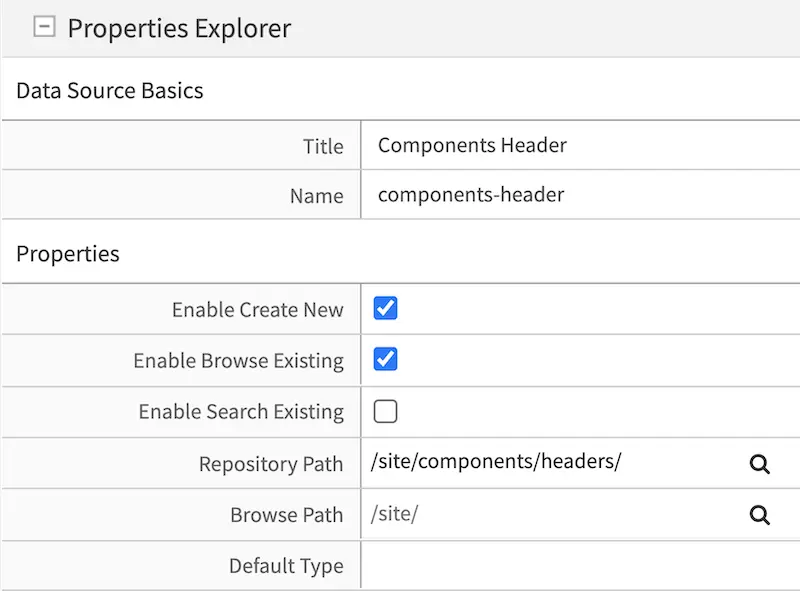 Properties Explorer
Data Source Basics
Title Components Header
Name components-header
Properties
Enable Create New
Enable Browse Existing
Enable Search Existing
Repository Path /site/components/headers/
Browse Path /site/
Default Type